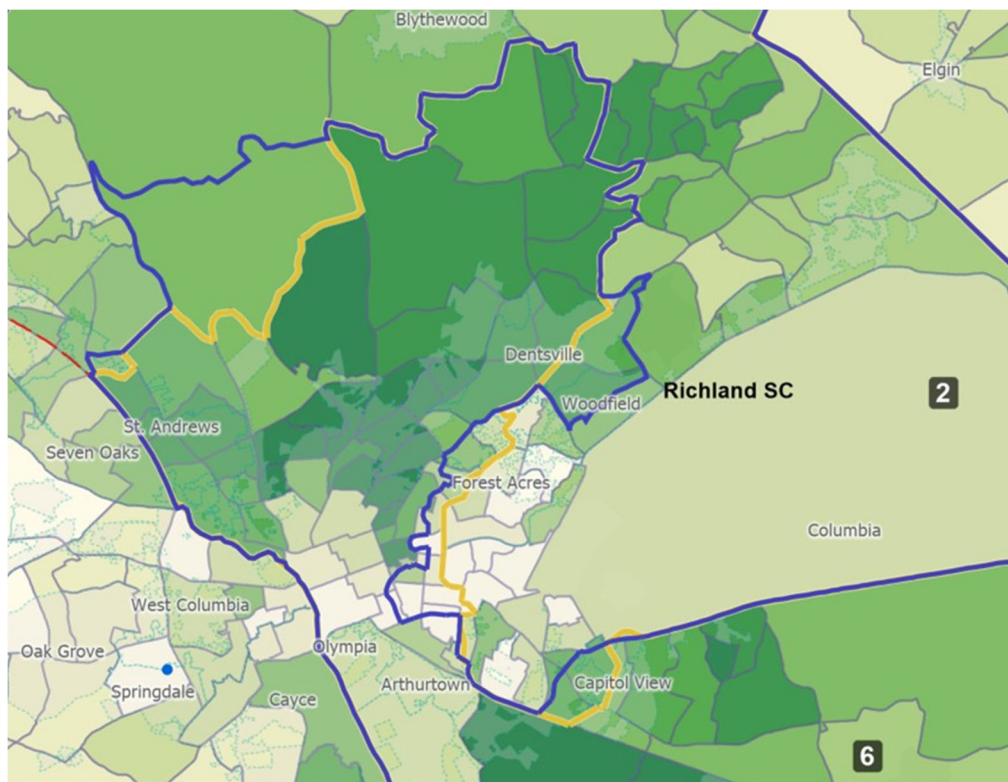 Blythewood
Elgin
Dentsville
Richland SC
2
Woodfield
St. Andrews
Seven Oaks
Forest Acres
Columbia
West Columbia
Olympia
Oak Grove
Springdale
Cayce
Arthurtown
Capitol View
6